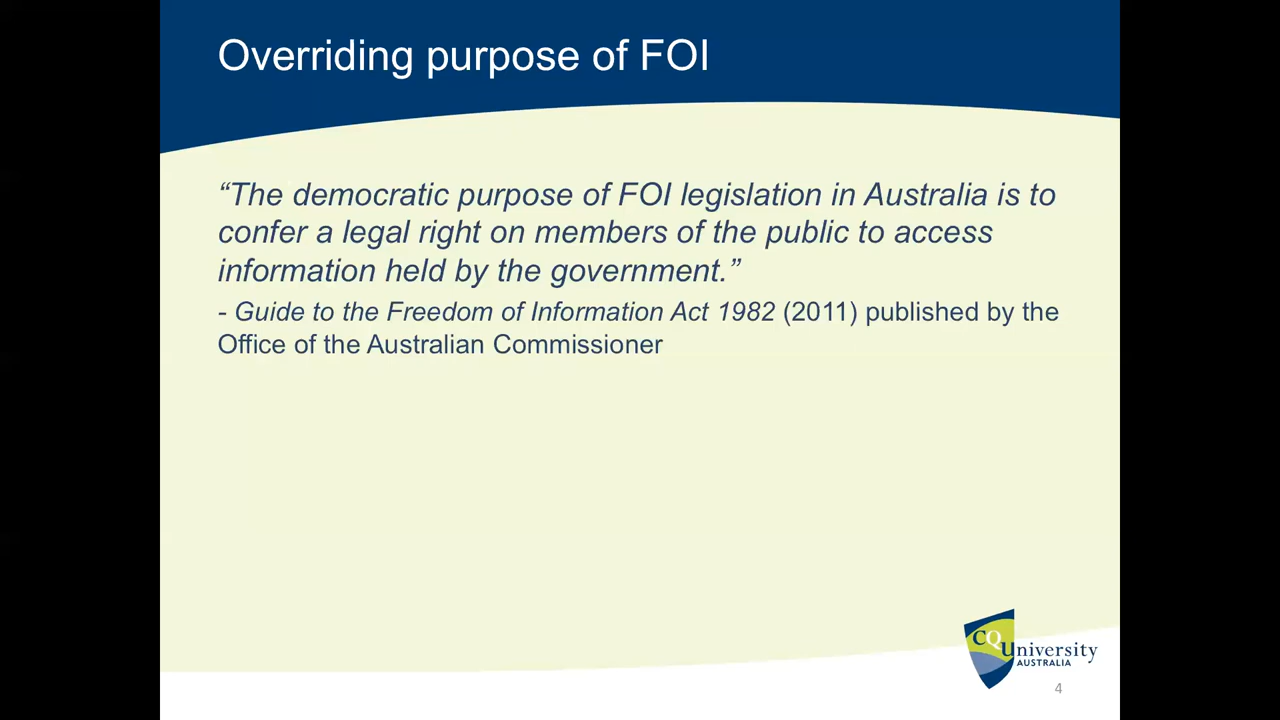 Overriding purpose of FOI
“The democratic purpose of FOI legislation in Australia is to
confer a legal right on members of the public to access
information held by the government.”
- Guide to the Freedom of Information Act 1982 (2011) published by the
Office of the Australian Commissioner
CQUniversity
AUSTRALIA
4